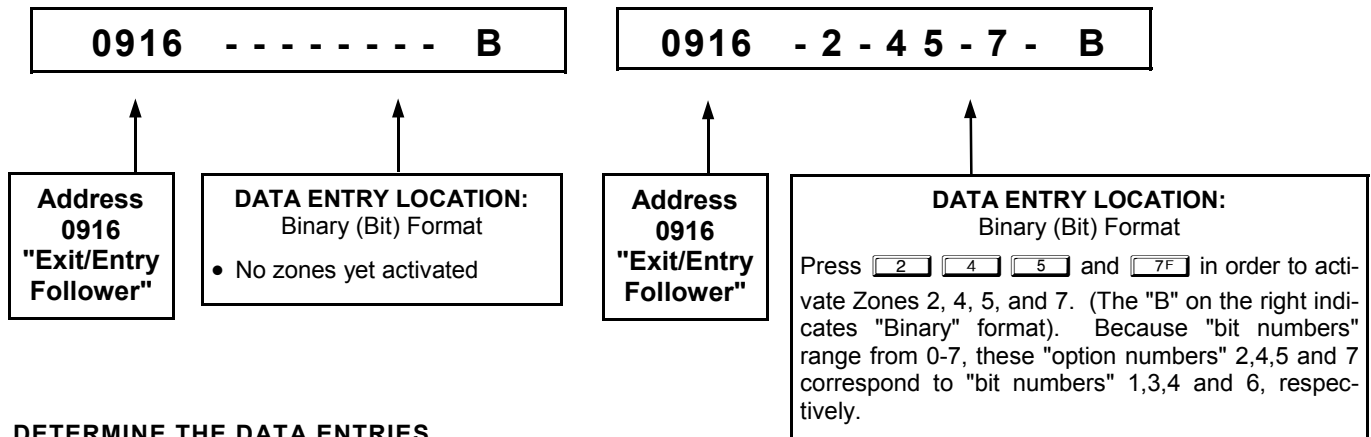 0916 - - - - - - - - B
0916 - 2 - 4 5 - 7 - B
Address
0916
"Exit/Entry
Follower"
DATA ENTRY LOCATION:
Binary (Bit) Format
• No zones yet activated
Address
0916
"Exit/Entry
Follower"
DATA ENTRY LOCATION:
Binary (Bit) Format
Press 2 4 5 and 7F in order to acti-
vate Zones 2, 4, 5, and 7. (The "B" on the right indi-
cates "Binary" format). Because "bit numbers"
range from 0-7, these "option numbers" 2,4,5 and 7
correspond to "bit numbers" 1,3,4 and 6, respec-
tively.
DETERMINE THE DATA ENTRIES